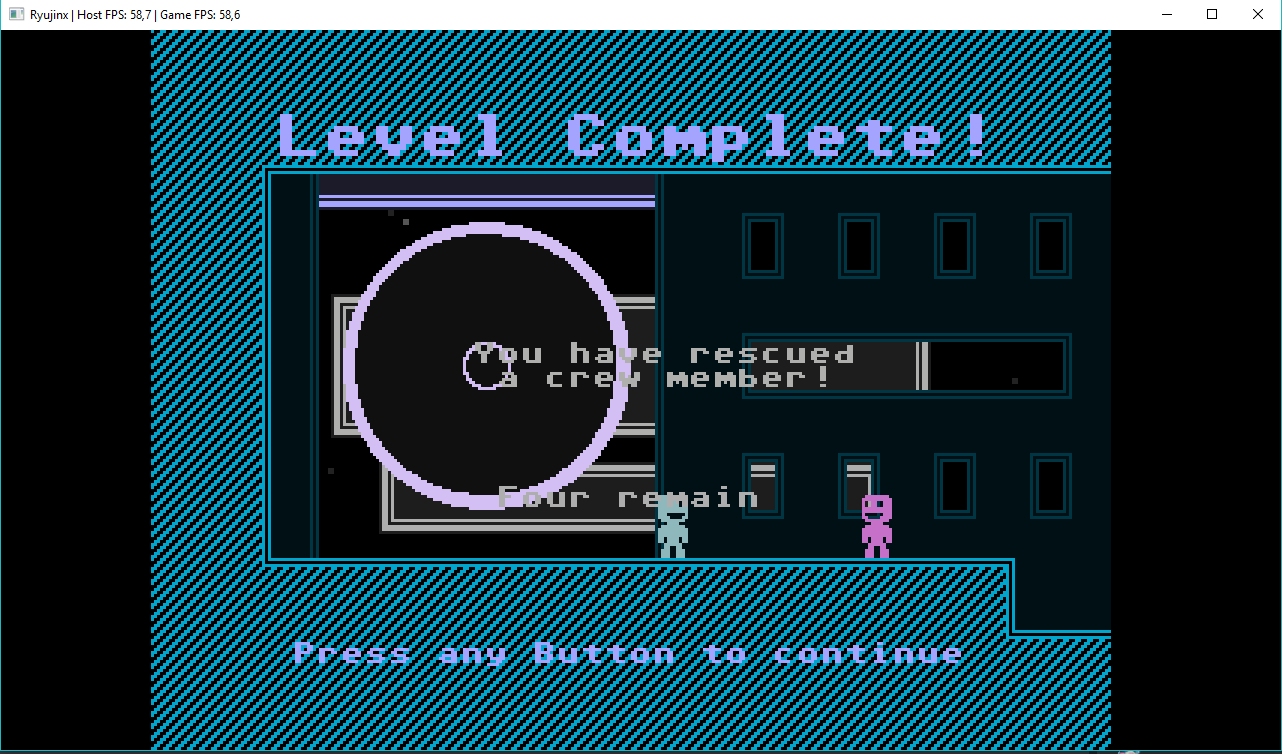 Ryujinx | Host FPS: 58,7 | Game FPS: 58,6
Level Complete!
You have rescued
a crew member!
Four remain
Press any Button to continue